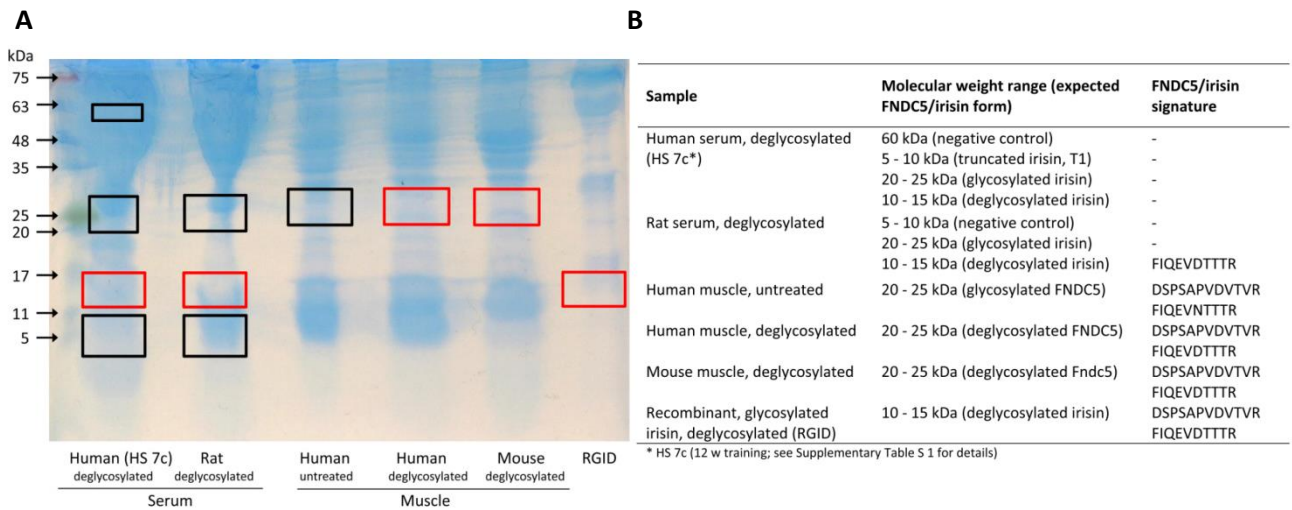 A
kDa
75
63
48
35
25
20
17
11
5
Human (HS 7c) Rat Human Human Mouse RGID
deglycosylated deglycosylated untreated deglycosylated deglycosylated
Serum Muscle
B
Sample Molecular weight range (expected FNDC5/irisin form) FNDC5/irisin signature
Human serum, deglycosylated 60 kDa (negative control) -
(HS 7c*) 5 - 10 kDa (truncated irisin, T1) -
20 - 25 kDa (glycosylated irisin) -
10 - 15 kDa (deglycosylated irisin) -
Rat serum, deglycosylated 5 - 10 kDa (negative control) -
20 - 25 kDa (glycosylated irisin) -
10 - 15 kDa (deglycosylated irisin) FIQEVDTTTR
Human muscle, untreated 20 - 25 kDa (glycosylated FNDC5) DSPSAPVDVTVR
FIQEVNTTTR
Human muscle, deglycosylated 20 - 25 kDa (deglycosylated FNDC5) DSPSAPVDVTVR
FIQEVDTTTR
Mouse muscle, deglycosylated 20 - 25 kDa (deglycosylated Fndc5) DSPSAPVDVTVR
FIQEVDTTTR
Recombinant, glycosylated 10 - 15 kDa (deglycosylated irisin) DSPSAPVDVTVR
irisin, deglycosylated (RGID) FIQEVDTTTR
* HS 7c (12 w training; see Supplementary Table S 1 for details)